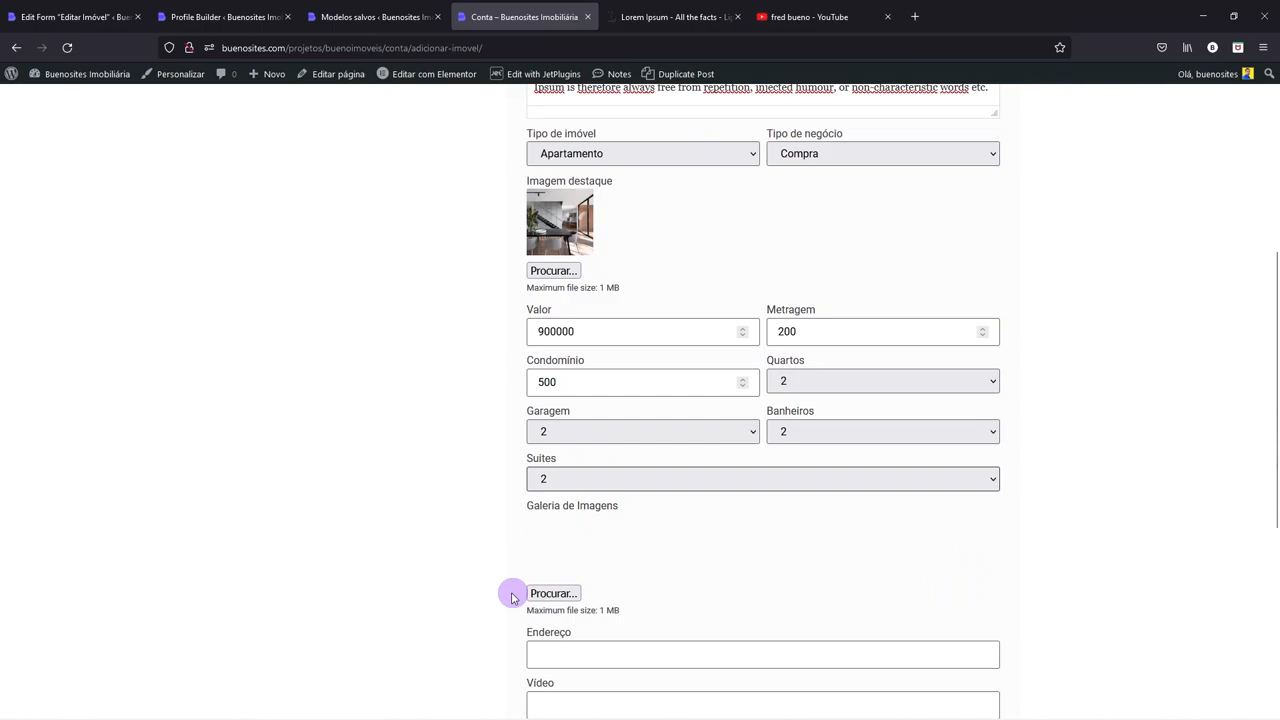 Edit Form “Editar Imóvel” ‹ Bue
Profile Builder ‹ Buenosites Im
Modelos salvos ‹ Buenosites Im
Conta – Buenosites Imobiliária
Lorem Ipsum - All the facts - Li
fred bueno - YouTube
buenosites.com/projetos/buenoimoveis/conta/adicionar-imovel/
Buenosites Imobiliária
Personalizar
0
Novo
Editar página
Editar com Elementor
Edit with JetPlugins
Notes
Duplicate Post
Olá, buenosites
Ipsum is therefore always free from repetition, injected humour, or non-characteristic words etc.
Tipo de imóvel
Tipo de negócio
Apartamento
Compra
Imagem destaque
Procurar...
Maximum file size: 1 MB
Valor
Metragem
900000
200
Condomínio
Quartos
500
2
Garagem
Banheiros
2
2
Suites
2
Galeria de Imagens
Procurar...
Maximum file size: 1 MB
Endereço
Vídeo